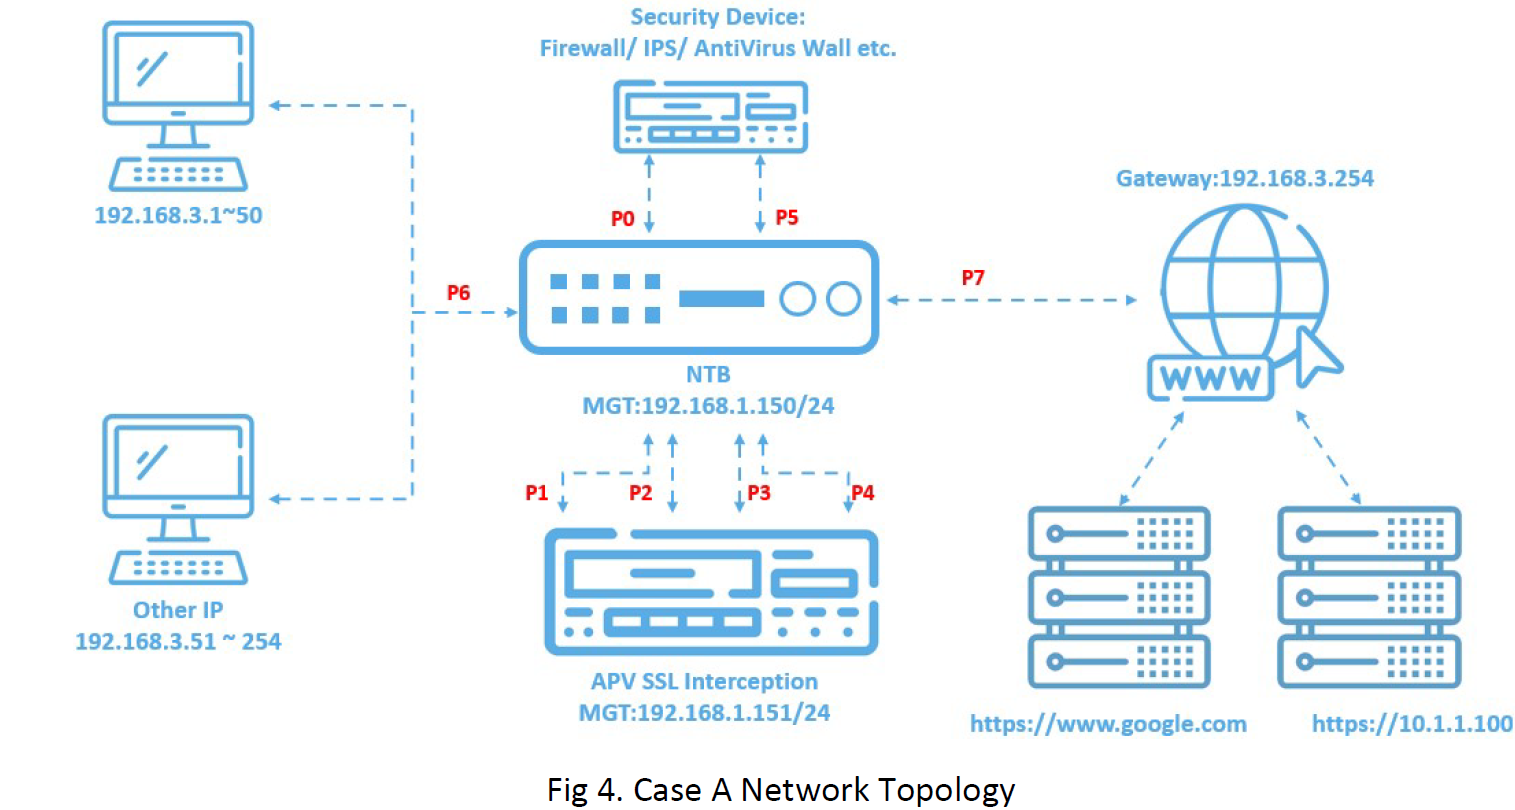 Security Device:
Firewall/ IPS/ AntiVirus Wall etc.
192.168.3.1~50
P0
P5
Gateway:192.168.3.254
P6
P7
WWW
NTB
MGT:192.168.1.150/24
P1
P2
P3
P4
Other IP
192.168.3.51 ~ 254
APV SSL Interception
MGT:192.168.1.151/24
https://www.google.com
https://10.1.1.100
Fig 4. Case A Network Topology